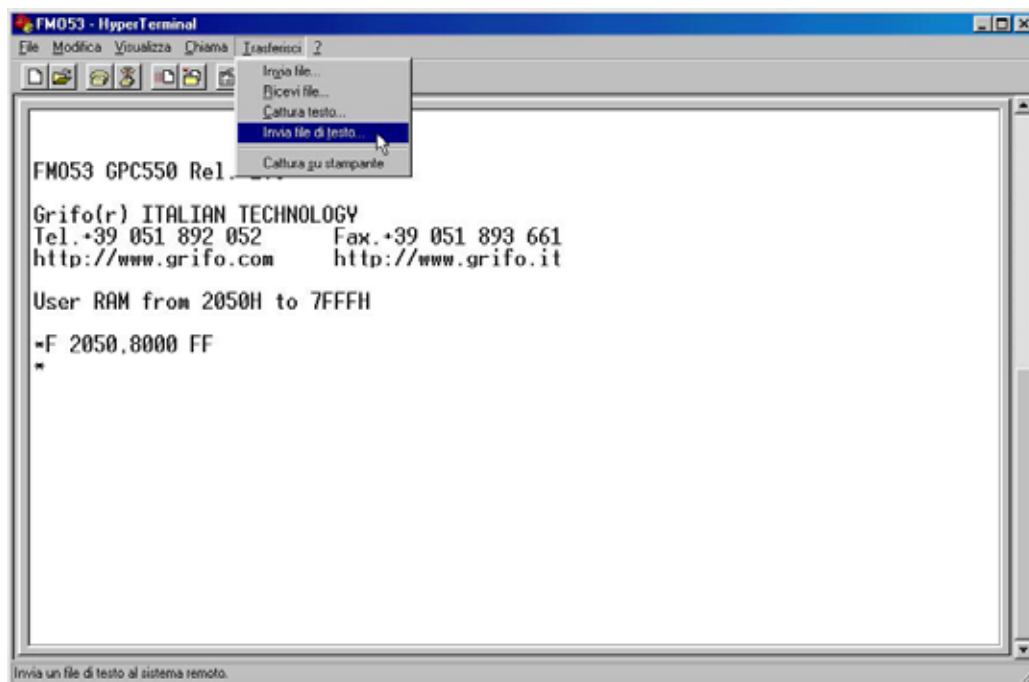 FMO53 - HyperTerminal
File Modifica Visualizza Chiama Trasferisci ?
Invia file...
Ricevi file...
Cattura testo...
Invia file di testo...
Cattura su stampante
FMO53 GPC550 Rel.
Grifo(r) ITALIAN TECHNOLOGY
Tel.+39 051 892 052 Fax.+39 051 893 661
http://www.grifo.com http://www.grifo.it
User RAM from 2050H to 7FFFH
*F 2050,8000 FF
*
Invia un file di testo al sistema remoto.